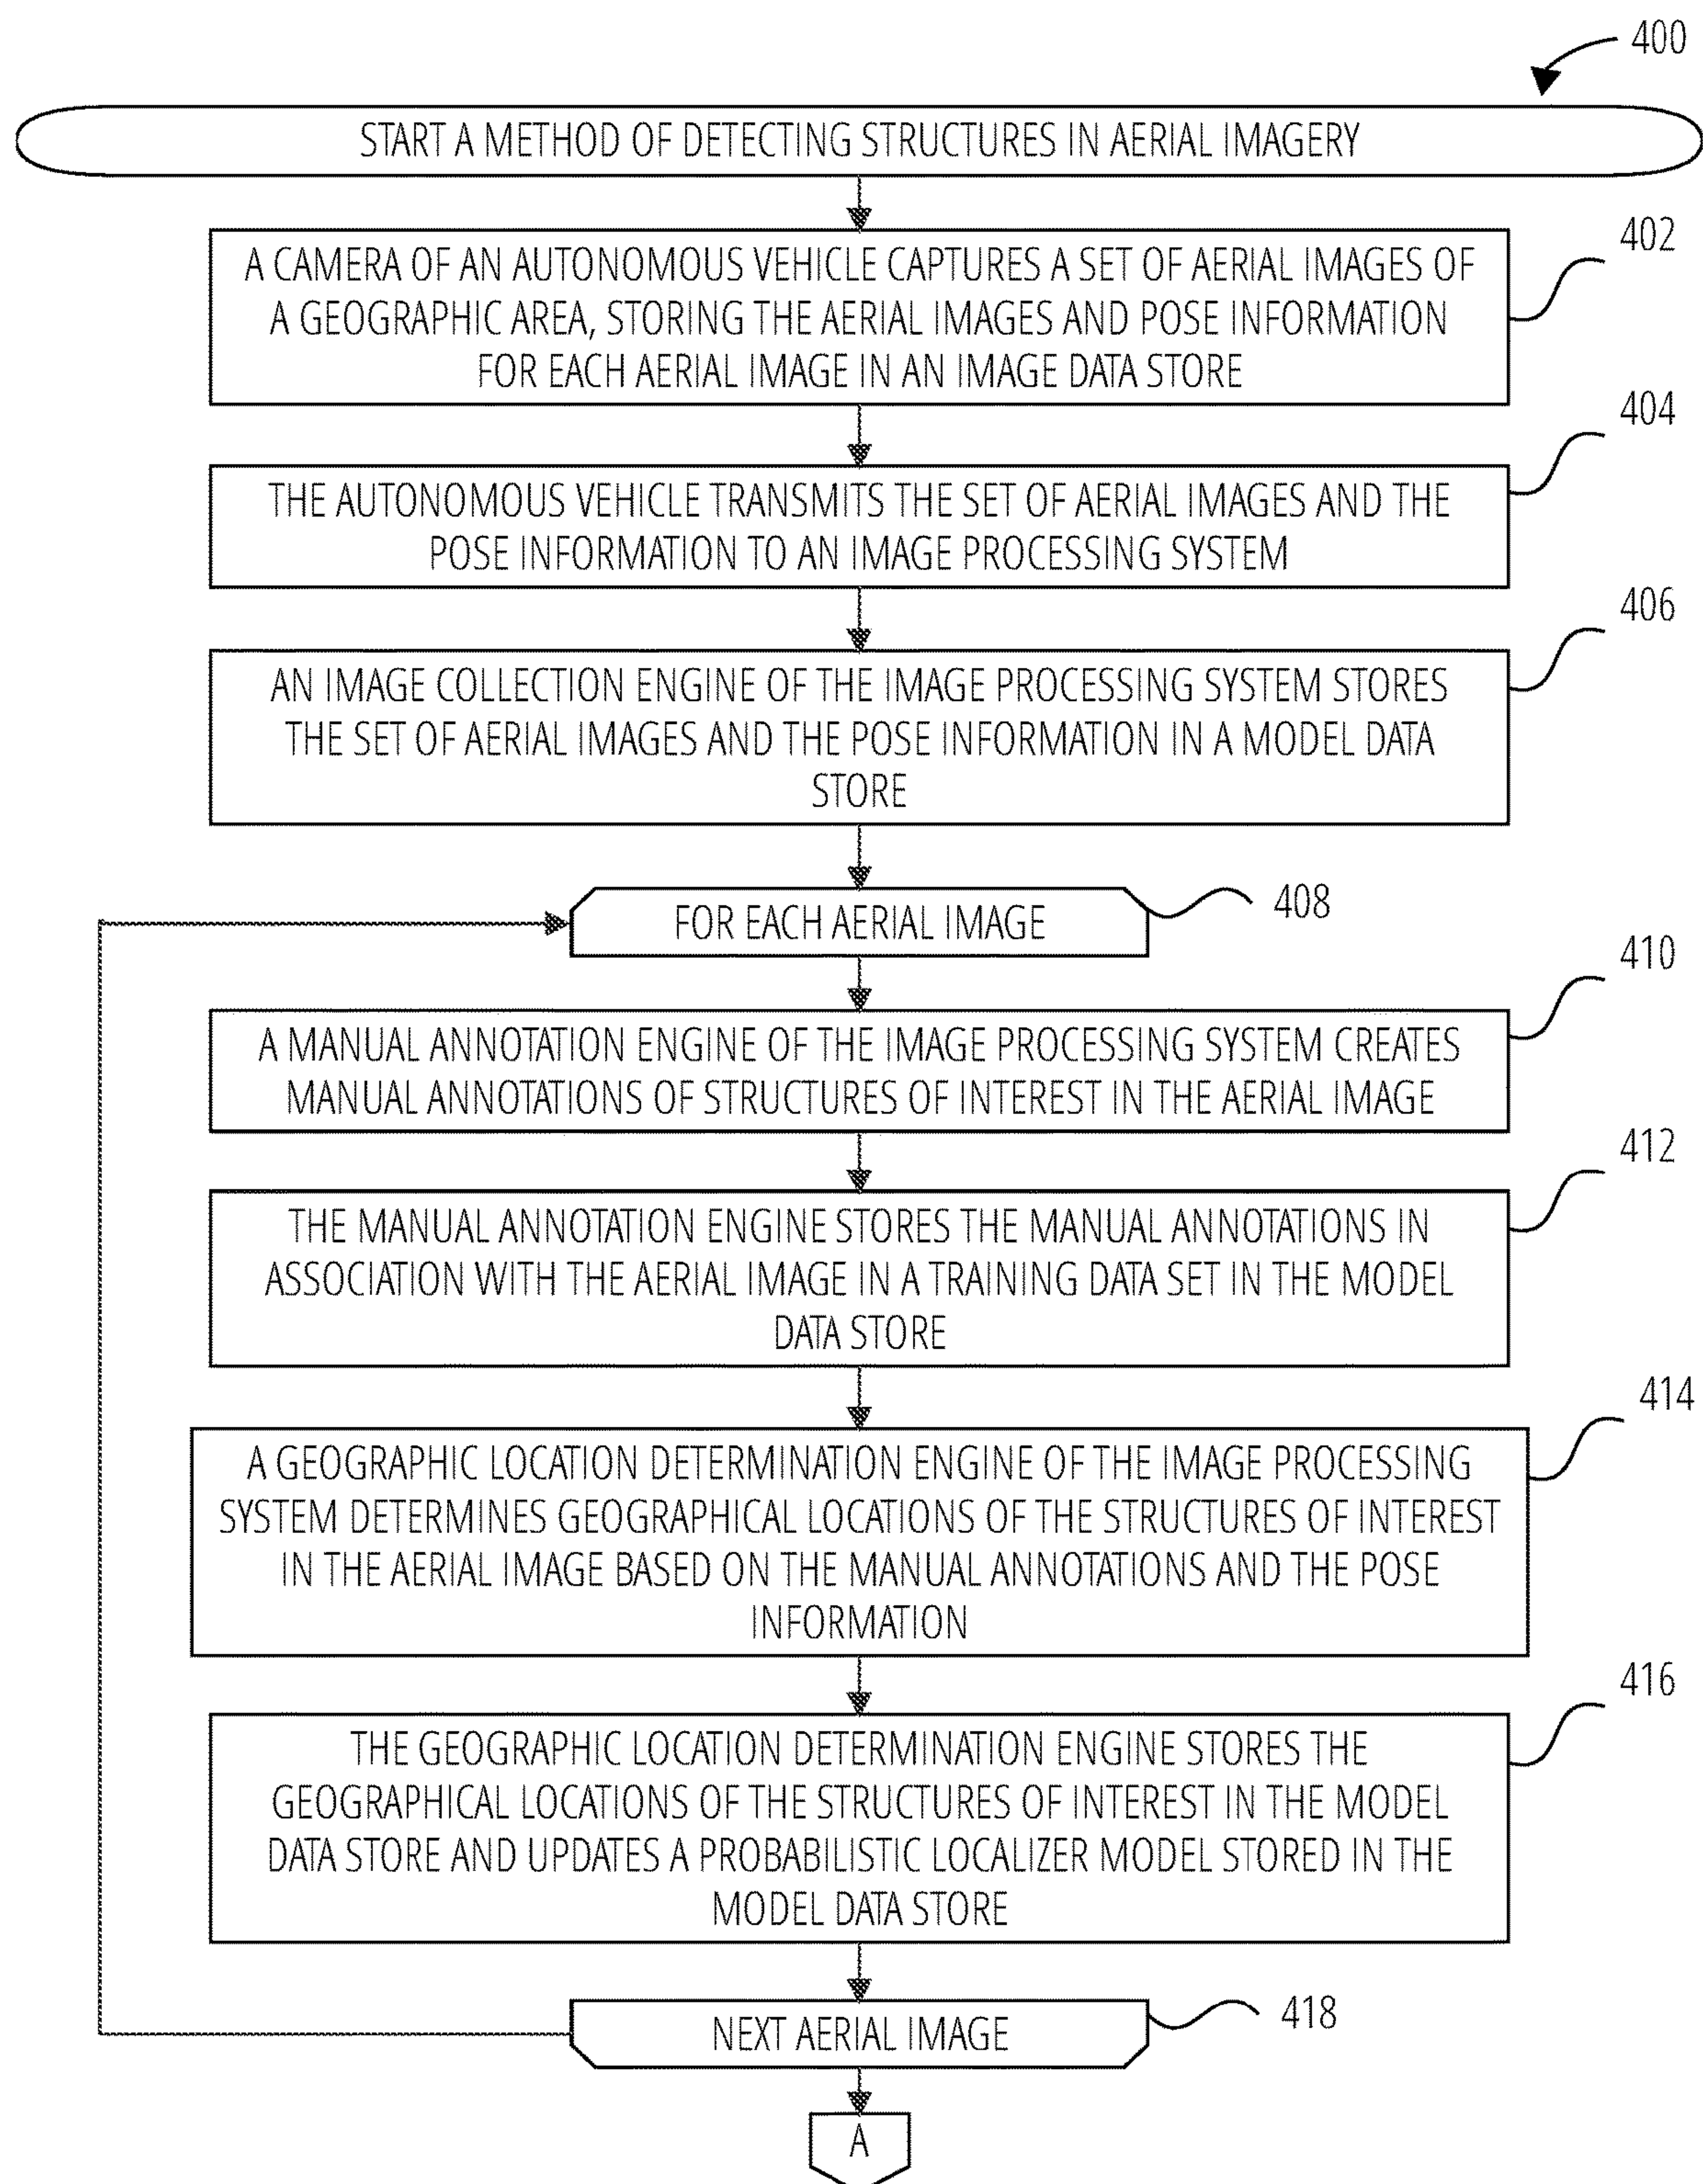 400
START A METHOD OF DETECTING STRUCTURES IN AERIAL IMAGERY
402
A CAMERA OF AN AUTONOMOUS VEHICLE CAPTURES A SET OF AERIAL IMAGES OF
A GEOGRAPHIC AREA, STORING THE AERIAL IMAGES AND POSE INFORMATION
FOR EACH AERIAL IMAGE IN AN IMAGE DATA STORE
404
THE AUTONOMOUS VEHICLE TRANSMITS THE SET OF AERIAL IMAGES AND THE
POSE INFORMATION TO AN IMAGE PROCESSING SYSTEM
406
AN IMAGE COLLECTION ENGINE OF THE IMAGE PROCESSING SYSTEM STORES
THE SET OF AERIAL IMAGES AND THE POSE INFORMATION IN A MODEL DATA
STORE
408
FOR EACH AERIAL IMAGE
410
A MANUAL ANNOTATION ENGINE OF THE IMAGE PROCESSING SYSTEM CREATES
MANUAL ANNOTATIONS OF STRUCTURES OF INTEREST IN THE AERIAL IMAGE
412
THE MANUAL ANNOTATION ENGINE STORES THE MANUAL ANNOTATIONS IN
ASSOCIATION WITH THE AERIAL IMAGE IN A TRAINING DATA SET IN THE MODEL
DATA STORE
414
A GEOGRAPHIC LOCATION DETERMINATION ENGINE OF THE IMAGE PROCESSING
SYSTEM DETERMINES GEOGRAPHICAL LOCATIONS OF THE STRUCTURES OF INTEREST
IN THE AERIAL IMAGE BASED ON THE MANUAL ANNOTATIONS AND THE POSE
INFORMATION
416
THE GEOGRAPHIC LOCATION DETERMINATION ENGINE STORES THE
GEOGRAPHICAL LOCATIONS OF THE STRUCTURES OF INTEREST IN THE MODEL
DATA STORE AND UPDATES A PROBABILISTIC LOCALIZER MODEL STORED IN THE
MODEL DATA STORE
418
NEXT AERIAL IMAGE
A